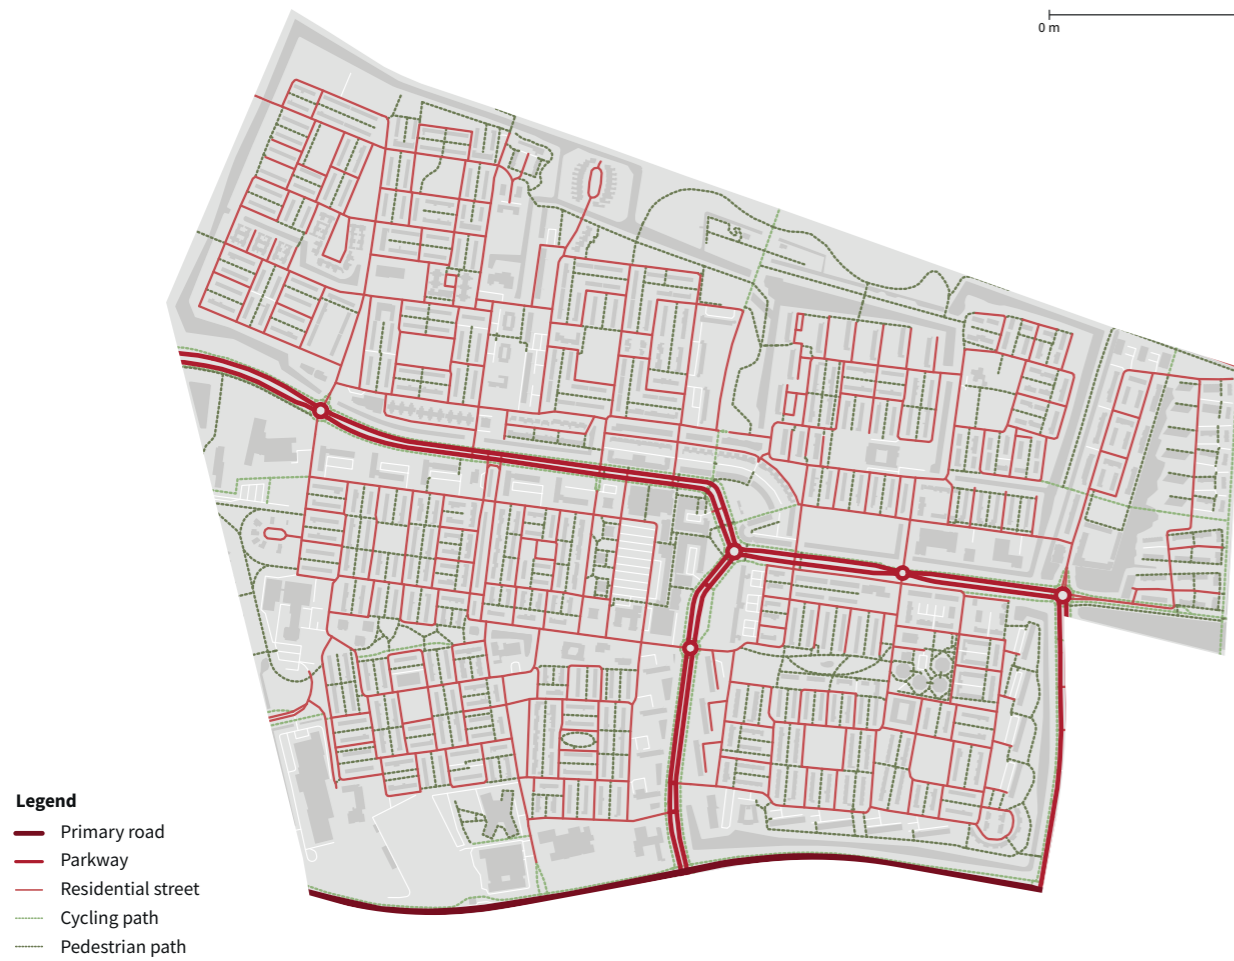 0 m
Legend
Primary road
Parkway
Residential street
Cycling path
Pedestrian path